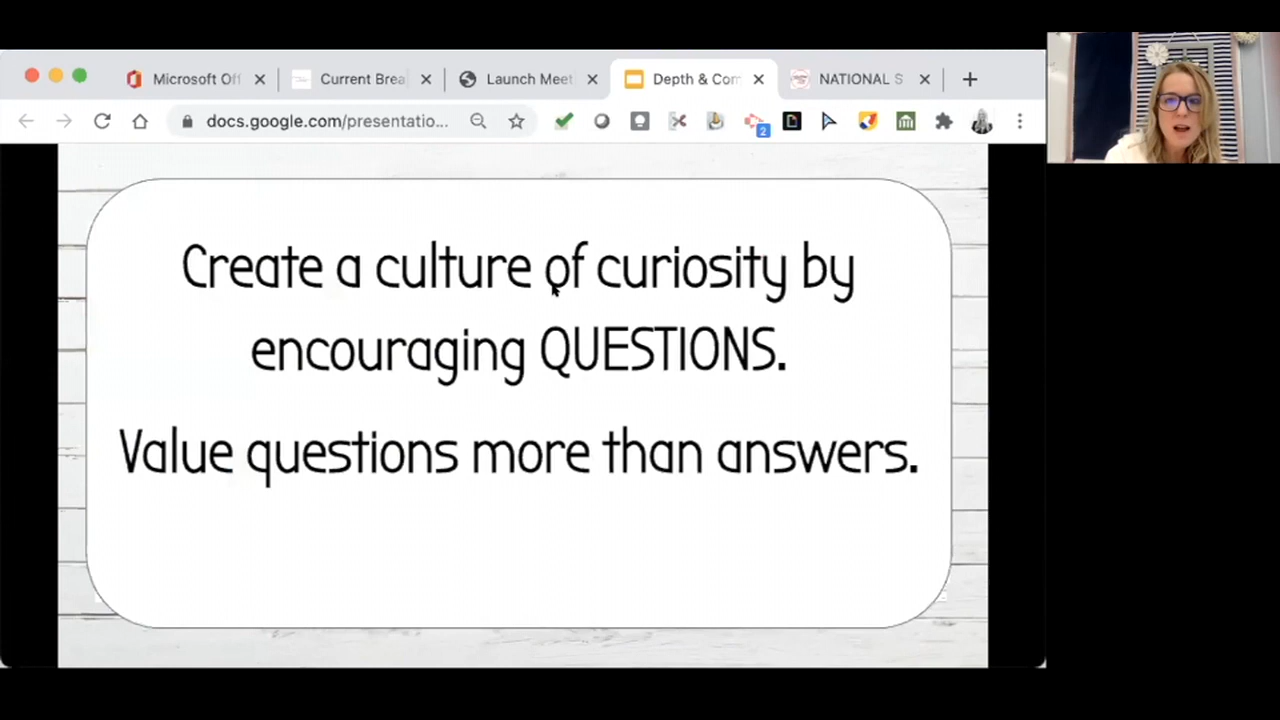 Microsoft Off
Current Brea
Launch Meet
Depth & Com
NATIONAL S
docs.google.com/presentatio...
2
Create a culture of curiosity by
encouraging QUESTIONS.
Value questions more than answers.